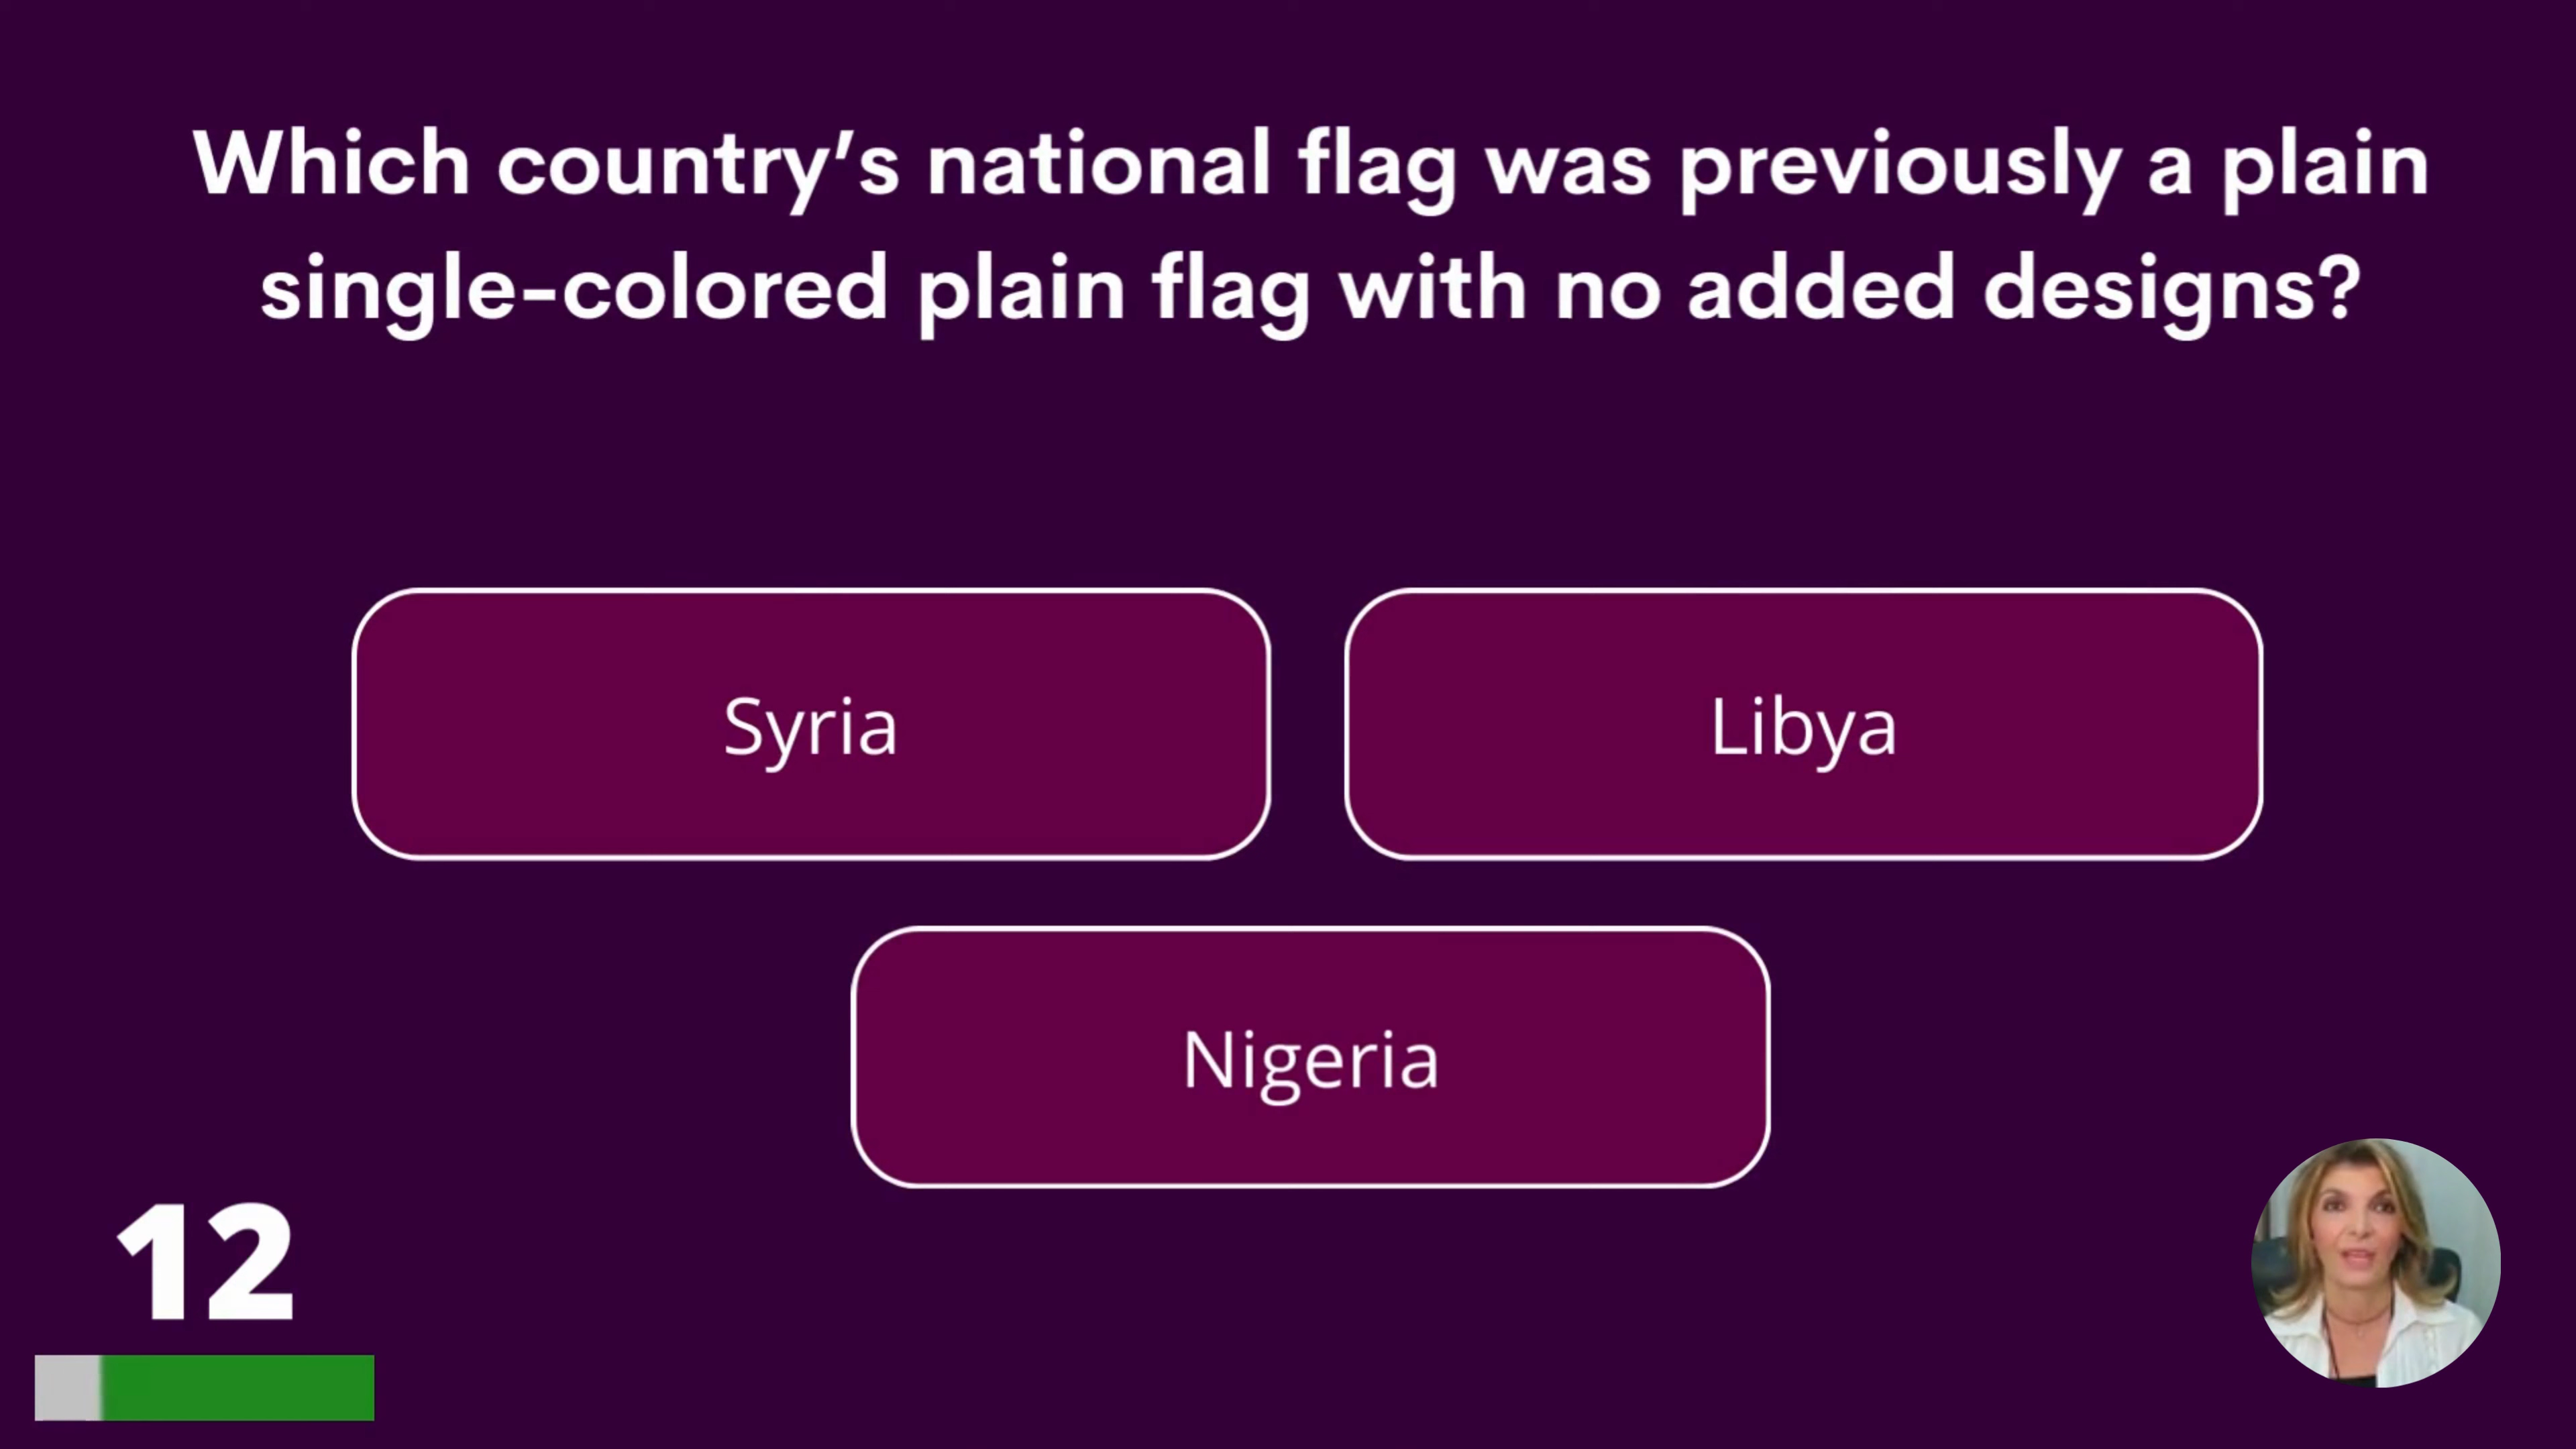 Which country’s national flag was previously a plain
single-colored plain flag with no added designs?
Syria
Libya
Nigeria
12